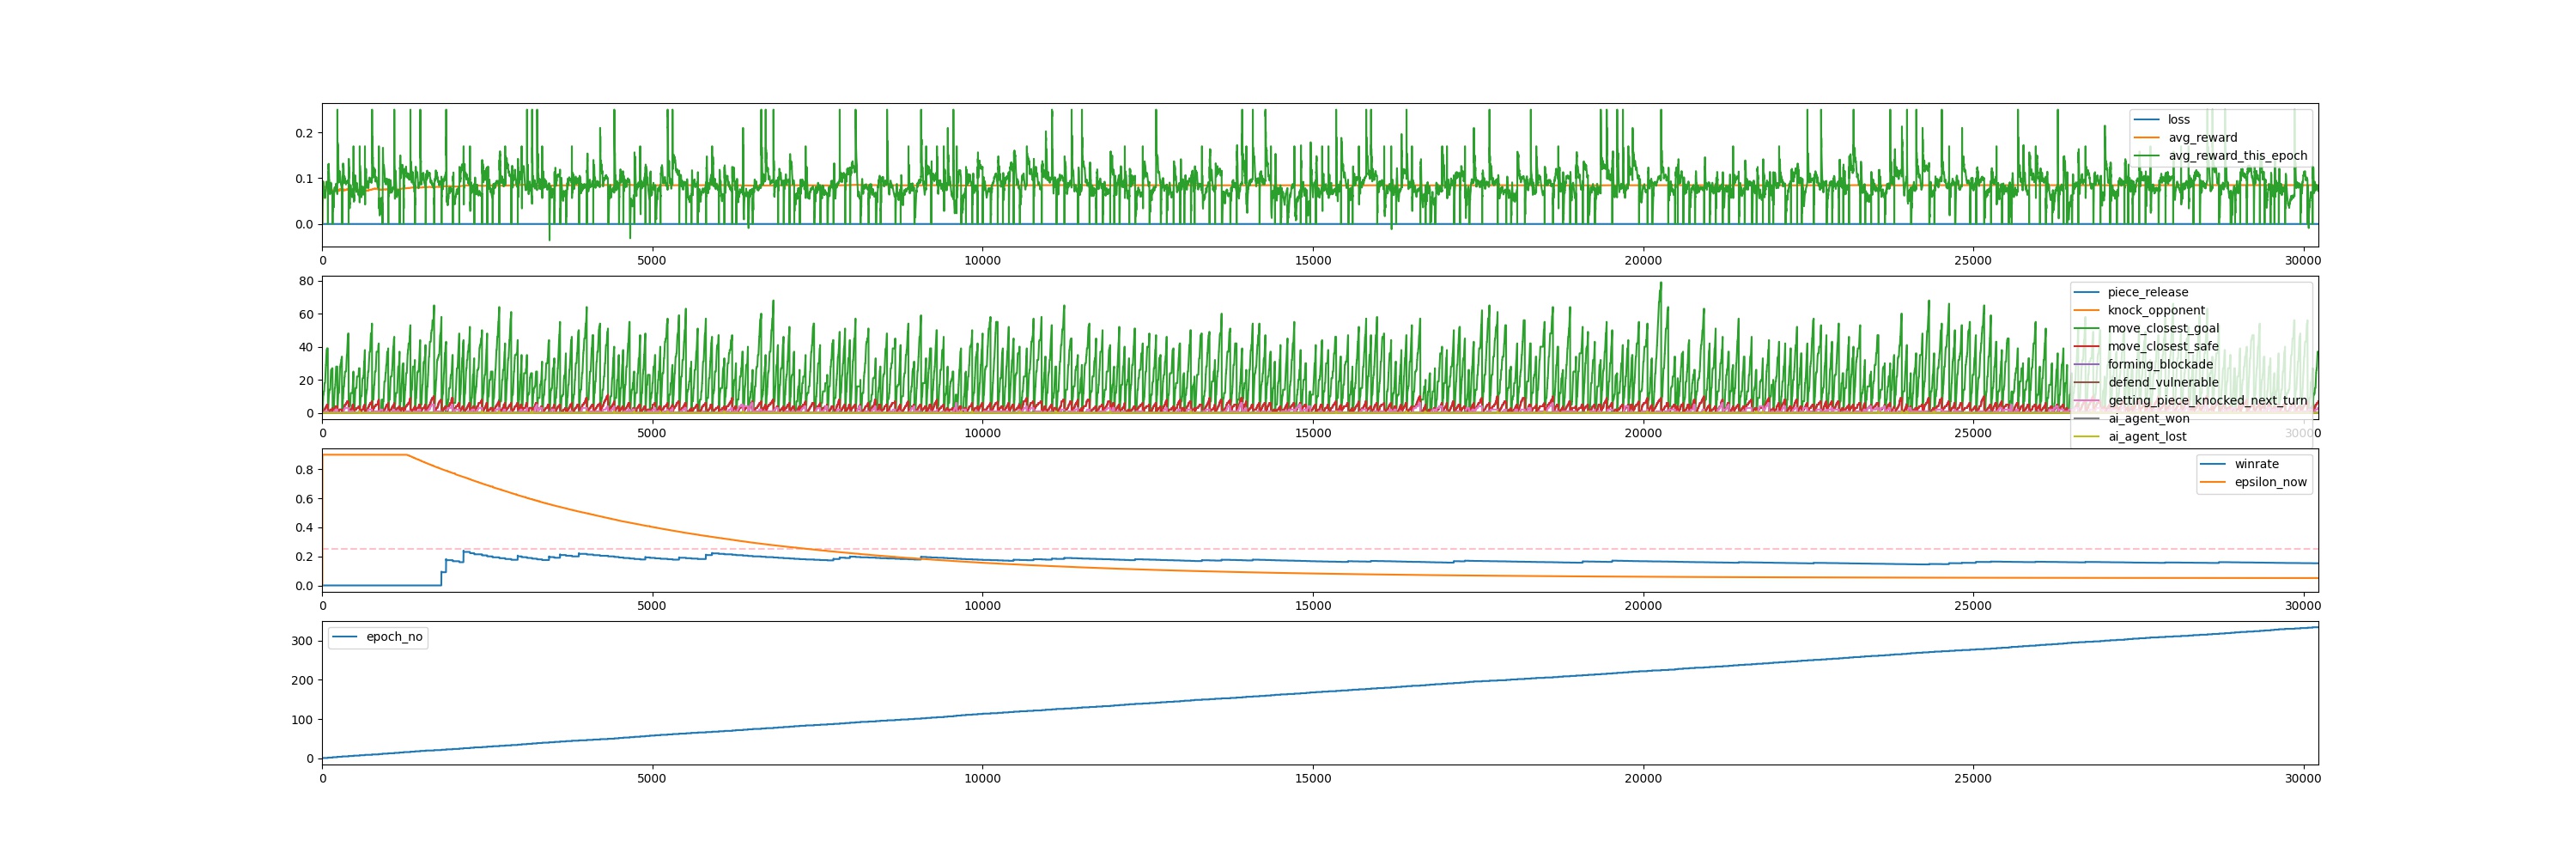 0.2
0.1
0.0
loss
avg_reward
avg_reward_this_epoch
0 5000 10000 15000 20000 25000 30000
80
60
40
20
0
piece_release
knock_opponent
move_closest_goal
move_closest_safe
forming_blockade
defend_vulnerable
getting_piece_knocked_next_turn
ai_agent_won
ai_agent_lost
0 5000 10000 15000 20000 25000 30000
0.8
0.6
0.4
0.2
0.0
winrate
epsilon_now
0 5000 10000 15000 20000 25000 30000
300
200
100
0
epoch_no
0 5000 10000 15000 20000 25000 30000